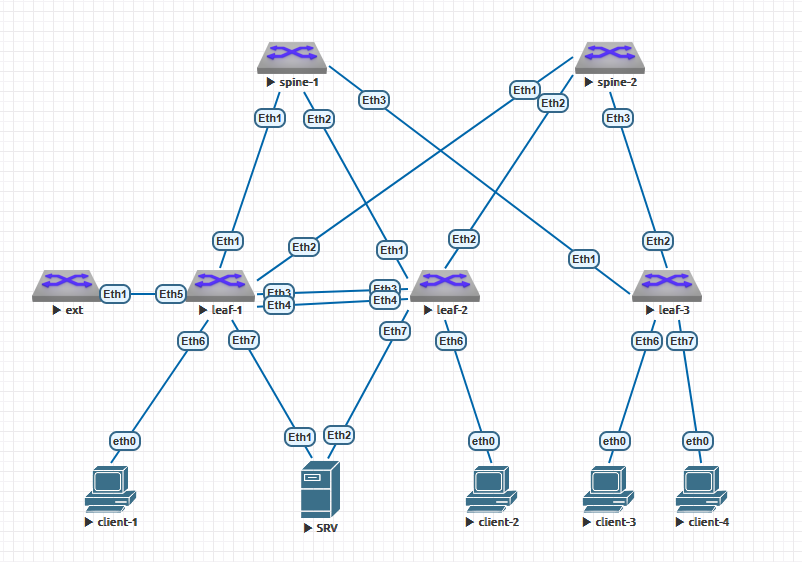 spine-1
spine-2
Eth1
Eth3
Eth2
Eth1
Eth2
Eth3
Eth1
Eth2
Eth1
Eth2
Eth2
Eth1
Eth1
Eth5
Eth3
Eth4
Eth3
Eth4
ext
leaf-1
leaf-2
leaf-3
Eth6
Eth7
Eth7
Eth6
Eth6
Eth7
eth0
Eth1
Eth2
eth0
eth0
eth0
client-1
SRV
client-2
client-3
client-4